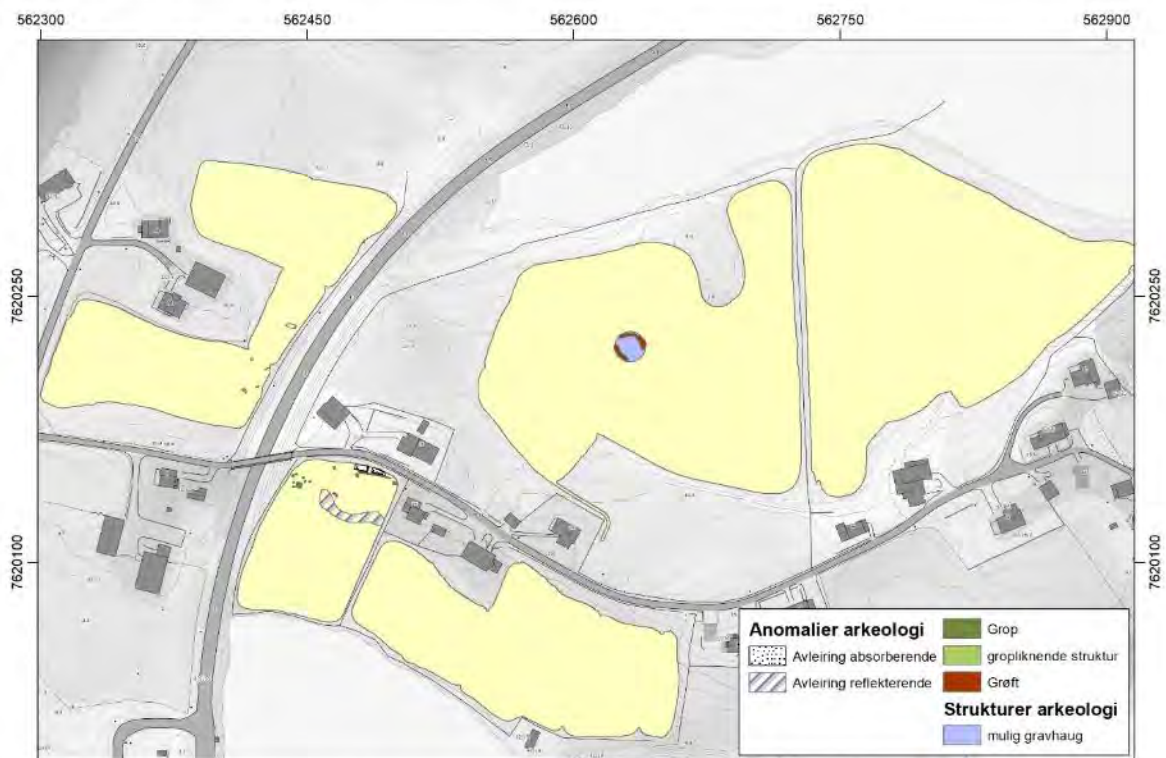 562300 562450 562600 562750 562900
7620250 7620250
7620100 7620100
Anomalier arkeologi
Avleiring absorberende
Avleiring reflekterende
Grop
gropliknende struktur
Grøft
Strukturer arkeologi
mulig gravhaug